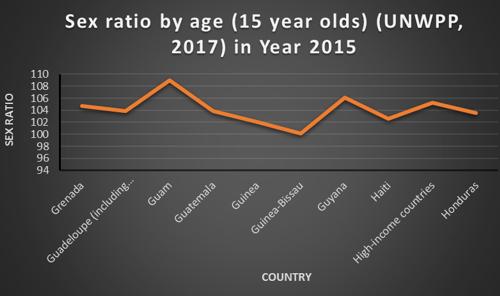 Sex ratio by age (15 year olds) (UNWPP,
2017) in Year 2015
SEX RATIO
110
108
106
104
102
100
98
96
94
Grenada
Guadeloupe (including...
Guam
Guatemala
Guinea
Guinea-Bissau
Guyana
Haiti
High-income countries
Honduras
COUNTRY